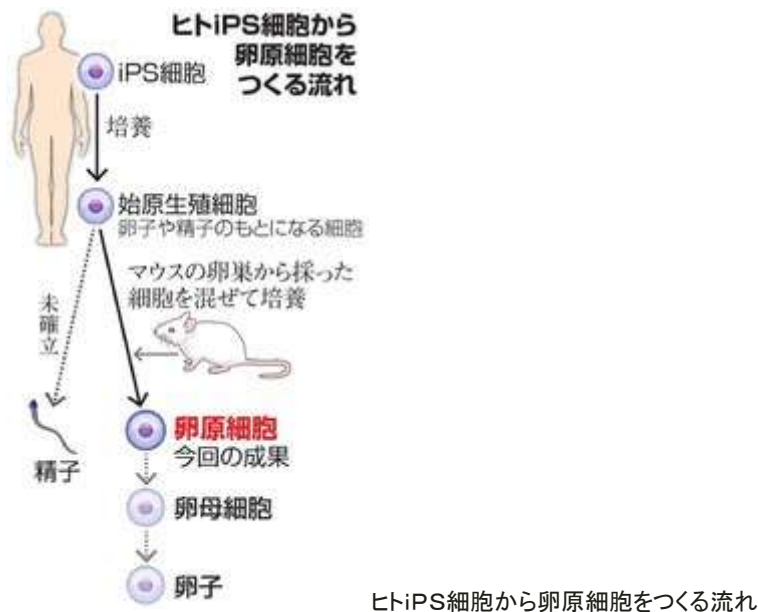 ヒトiPS細胞から
卵原細胞を
つくる流れ
iPS細胞
培養
始原生殖細胞
卵子や精子のもとになる細胞
マウスの卵巣から採った
細胞を混ぜて培養
未確立
精子
卵原細胞
今回の成果
卵母細胞
卵子
ヒトiPS細胞から卵原細胞をつくる流れ